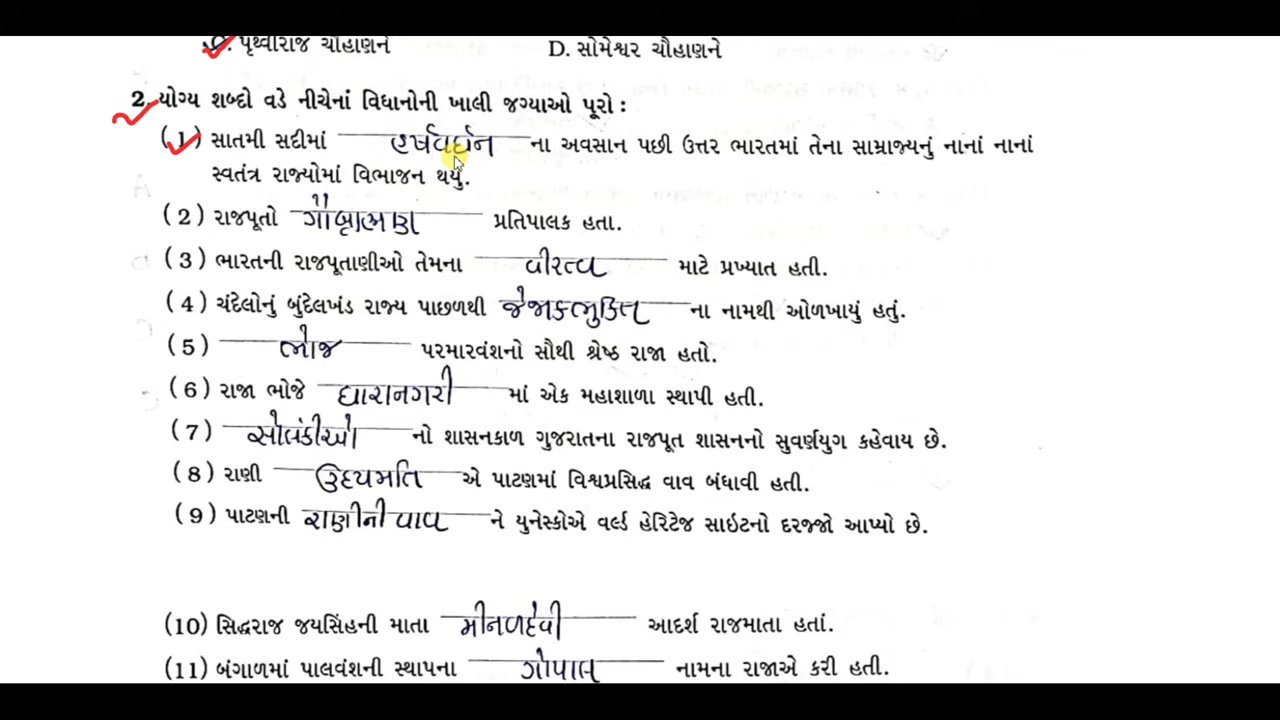 C. પૃથ્વીરાજ ચૌહાણને D. સોમેશ્વર ચૌહાણને
2. યોગ્ય શબ્દો વડે નીચેનાં વિધાનોની ખાલી જગ્યાઓ પૂરો :
(1) સાતમી સદીમાં હર્ષવર્ધન ના અવસાન પછી ઉત્તર ભારતમાં તેના સામ્રાજ્યનું નાનાં નાનાં
સ્વતંત્ર રાજ્યોમાં વિભાજન થયું.
(2) રાજપૂતો ગૌબ્રાહ્મણ પ્રતિપાલક હતા.
(3) ભારતની રાજપૂતાણીઓ તેમના વીરત્વ માટે પ્રખ્યાત હતી.
(4) ચંદેલોનું બુંદેલખંડ રાજ્ય પાછળથી જેજાકભુક્તિ ના નામથી ઓળખાયું હતું.
(5) ભોજ પરમારવંશનો સૌથી શ્રેષ્ઠ રાજા હતો.
(6) રાજા ભોજે ધારાનગરી માં એક મહાશાળા સ્થાપી હતી.
(7) સોલંકીઓ નો શાસનકાળ ગુજરાતના રાજપૂત શાસનનો સુવર્ણયુગ કહેવાય છે.
(8) રાણી ઉદયમતિ એ પાટણમાં વિશ્વપ્રસિદ્ધ વાવ બંધાવી હતી.
(9) પાટણની રાણીની વાવ ને યુનેસ્કોએ વર્લ્ડ હેરિટેજ સાઇટનો દરજ્જો આપ્યો છે.
(10) સિદ્ધરાજ જયસિંહની માતા મીનળદેવી આદર્શ રાજમાતા હતાં.
(11) બંગાળમાં પાલવંશની સ્થાપના ગોપાલ નામના રાજાએ કરી હતી.